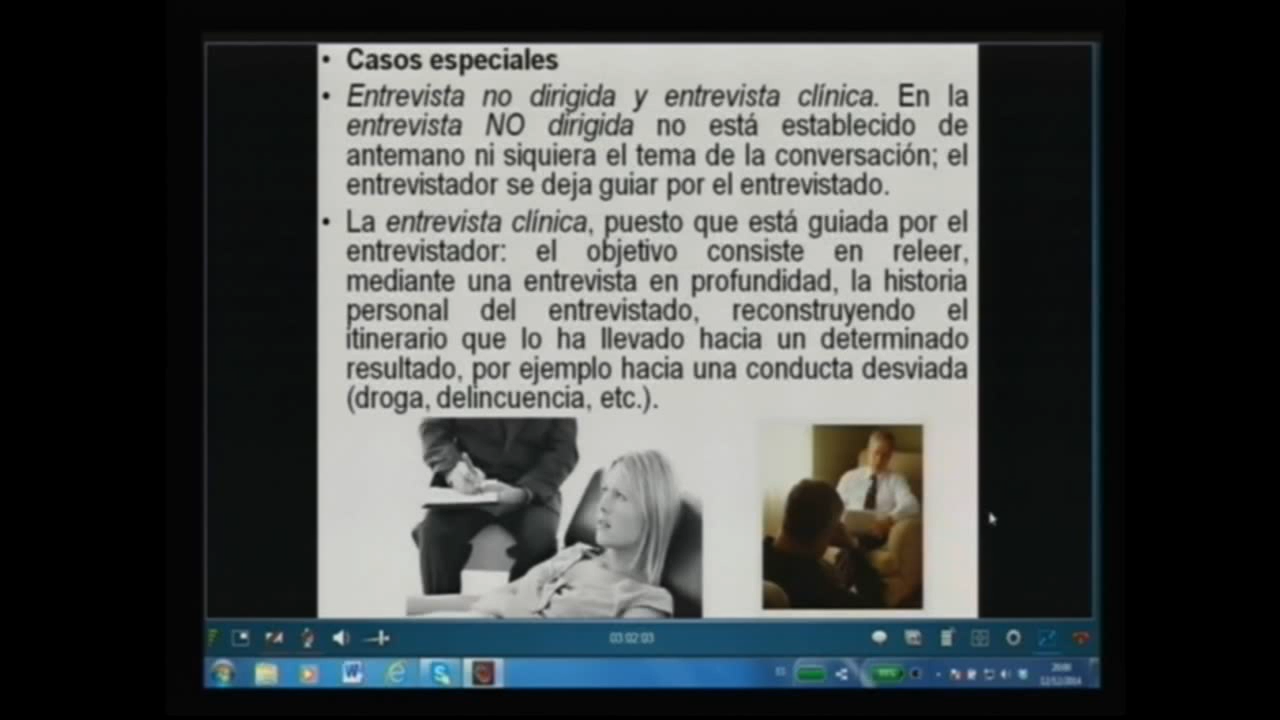 • Casos especiales
• Entrevista no dirigida y entrevista clínica. En la
entrevista NO dirigida no está establecido de
antemano ni siquiera el tema de la conversación; el
entrevistador se deja guiar por el entrevistado.
• La entrevista clínica, puesto que está guiada por el
entrevistador: el objetivo consiste en releer,
mediante una entrevista en profundidad, la historia
personal del entrevistado, reconstruyendo el
itinerario que lo ha llevado hacia un determinado
resultado, por ejemplo hacia una conducta desviada
(droga, delincuencia, etc.).
03:02:03